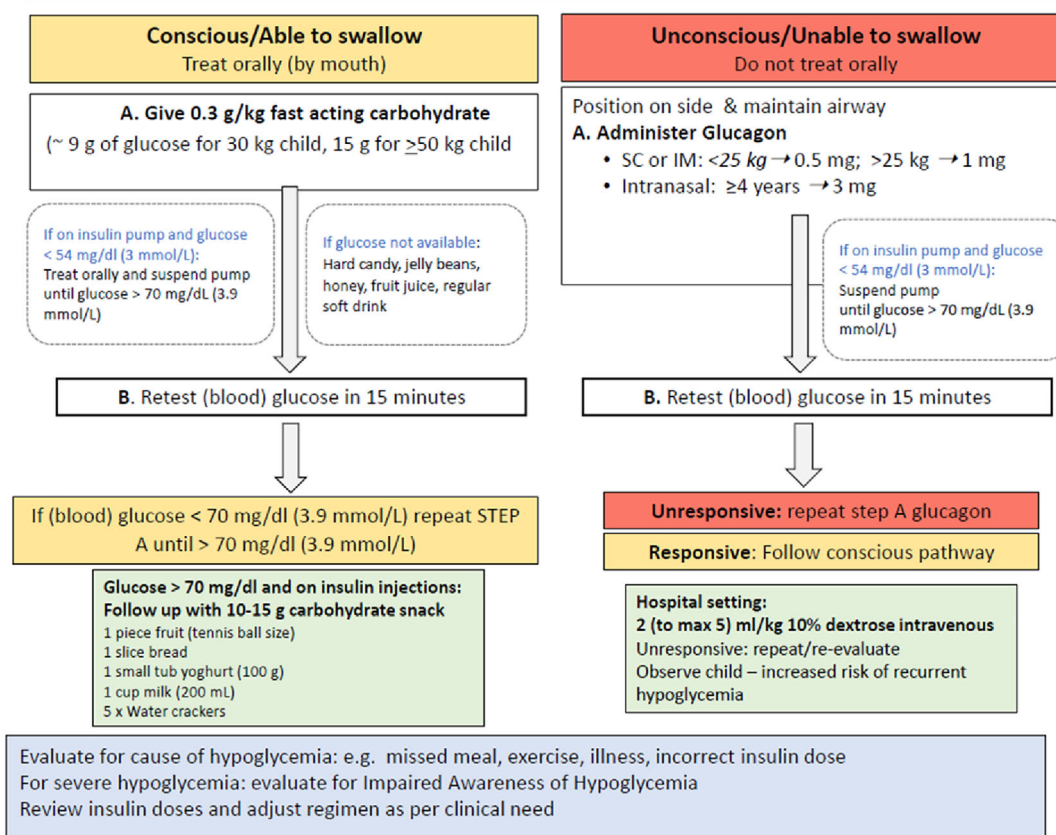 Conscious/Able to swallow
Treat orally (by mouth)
A. Give 0.3 g/kg fast acting carbohydrate
(~ 9 g of glucose for 30 kg child, 15 g for ≥50 kg child
If on insulin pump and glucose
< 54 mg/dl (3 mmol/L):
Treat orally and suspend pump
until glucose > 70 mg/dL (3.9
mmol/L)
If glucose not available:
Hard candy, jelly beans,
honey, fruit juice, regular
soft drink
B. Retest (blood) glucose in 15 minutes
If (blood) glucose < 70 mg/dl (3.9 mmol/L) repeat STEP
A until > 70 mg/dl (3.9 mmol/L)
Glucose > 70 mg/dl and on insulin injections:
Follow up with 10-15 g carbohydrate snack
1 piece fruit (tennis ball size)
1 slice bread
1 small tub yoghurt (100 g)
1 cup milk (200 mL)
5 x Water crackers
Unconscious/Unable to swallow
Do not treat orally
Position on side & maintain airway
A. Administer Glucagon
• SC or IM: <25 kg → 0.5 mg; >25 kg → 1 mg
• Intranasal: ≥4 years → 3 mg
If on insulin pump and glucose
< 54 mg/dl (3 mmol/L):
Suspend pump
until glucose > 70 mg/dL (3.9
mmol/L)
B. Retest (blood) glucose in 15 minutes
Unresponsive: repeat step A glucagon
Responsive: Follow conscious pathway
Hospital setting:
2 (to max 5) ml/kg 10% dextrose intravenous
Unresponsive: repeat/re-evaluate
Observe child – increased risk of recurrent
hypoglycemia
Evaluate for cause of hypoglycemia: e.g. missed meal, exercise, illness, incorrect insulin dose
For severe hypoglycemia: evaluate for Impaired Awareness of Hypoglycemia
Review insulin doses and adjust regimen as per clinical need